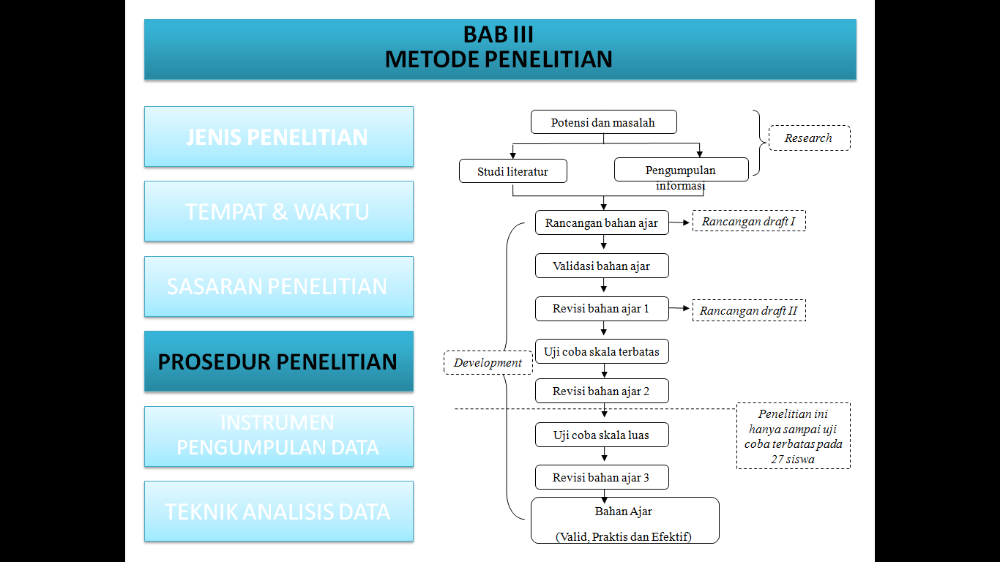 BAB III
METODE PENELITIAN
JENIS PENELITIAN
TEMPAT & WAKTU
SASARAN PENELITIAN
PROSEDUR PENELITIAN
INSTRUMEN
PENGUMPULAN DATA
TEKNIK ANALISIS DATA
Potensi dan masalah
Research
Studi literatur
Pengumpulan
informasi
Rancangan bahan ajar
Rancangan draft I
Validasi bahan ajar
Revisi bahan ajar 1
Rancangan draft II
Uji coba skala terbatas
Development
Revisi bahan ajar 2
Penelitian ini
hanya sampai uji
coba terbatas pada
27 siswa
Uji coba skala luas
Revisi bahan ajar 3
Bahan Ajar
(Valid, Praktis dan Efektif)